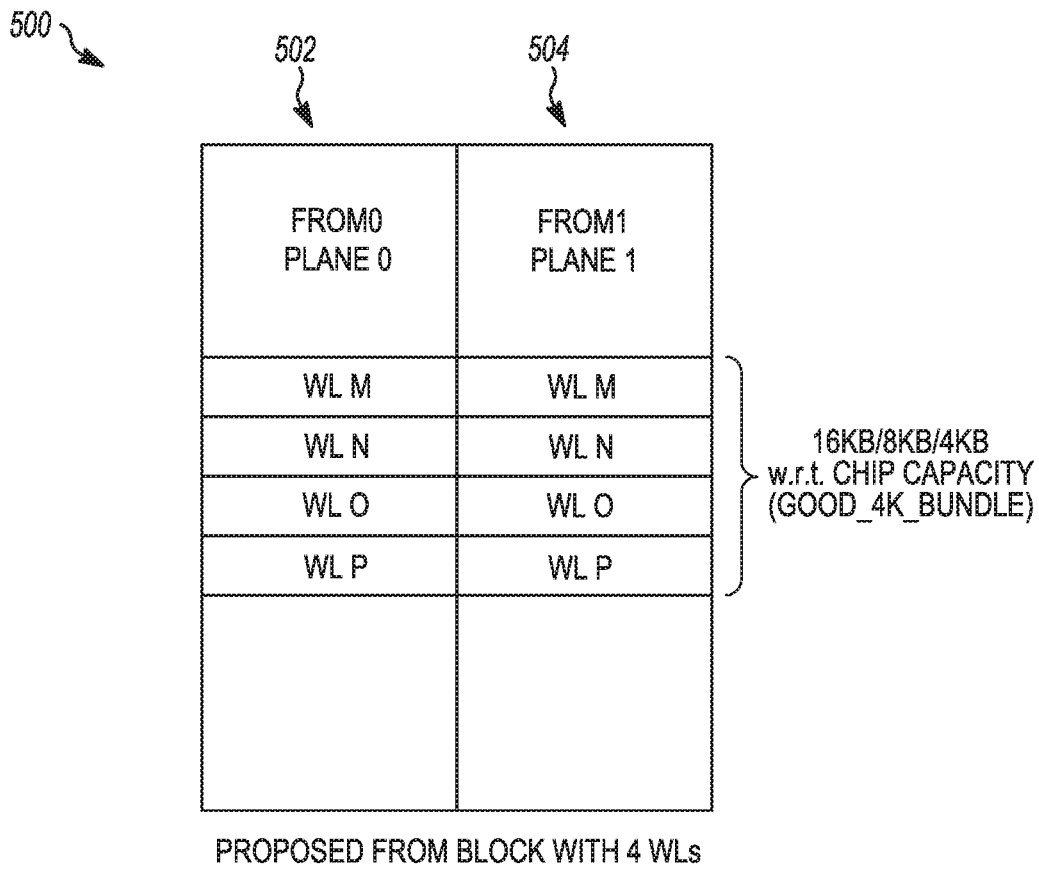 500
502
504
FROM0
PLANE 0
FROM1
PLANE 1
WL M
WL M
WL N
WL N
WL O
WL O
WL P
WL P
16KB/8KB/4KB
w.r.t. CHIP CAPACITY
(GOOD_4K_BUNDLE)
PROPOSED FROM BLOCK WITH 4 WLs